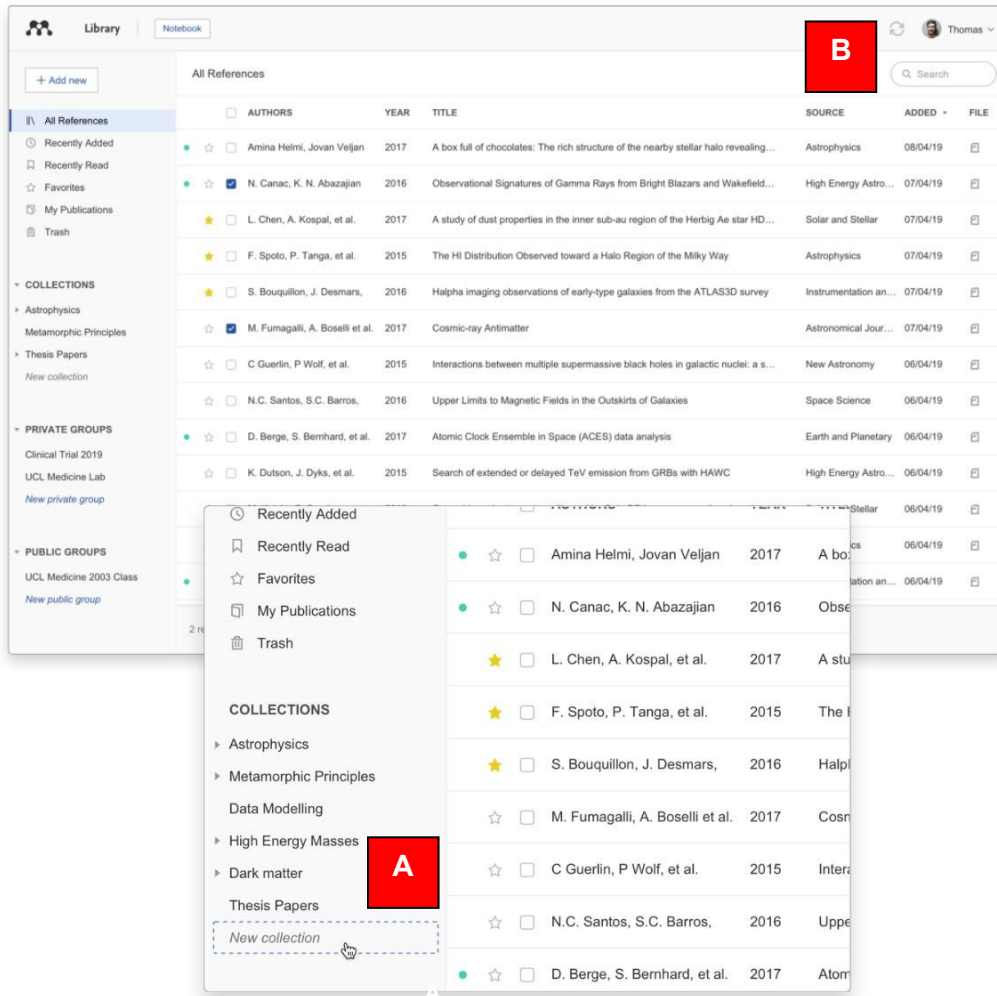 Library Notebook B Thomas
+ Add new All References Search
AUTHORS YEAR TITLE SOURCE ADDED FILE
All References
Recently Added Amina Helmi, Jovan Veljan 2017 A box full of chocolates: The rich structure of the nearby stellar halo revealing... Astrophysics 08/04/19
Recently Read
Favorites N. Canac, K. N. Abazajian 2016 Observational Signatures of Gamma Rays from Bright Blazars and Wakefield... High Energy Astro... 07/04/19
My Publications
Trash L. Chen, A. Kospal, et al. 2017 A study of dust properties in the inner sub-au region of the Herbig Ae star HD... Solar and Stellar 07/04/19
F. Spoto, P. Tanga, et al. 2015 The HI Distribution Observed toward a Halo Region of the Milky Way Astrophysics 07/04/19
COLLECTIONS S. Bouquillon, J. Desmars, 2016 Halpha imaging observations of early-type galaxies from the ATLAS3D survey Instrumentation an... 07/04/19
Astrophysics
Metamorphic Principles M. Fumagalli, A. Boselli et al. 2017 Cosmic-ray Antimatter Astronomical Jour... 07/04/19
Thesis Papers C Guerlin, P Wolf, et al. 2015 Interactions between multiple supermassive black holes in galactic nuclei: a s... New Astronomy 06/04/19
New collection
N.C. Santos, S.C. Barros, 2016 Upper Limits to Magnetic Fields in the Outskirts of Galaxies Space Science 06/04/19
PRIVATE GROUPS D. Berge, S. Bernhard, et al. 2017 Atomic Clock Ensemble in Space (ACES) data analysis Earth and Planetary 06/04/19
Clinical Trial 2019
UCL Medicine Lab K. Dutson, J. Dyks, et al. 2015 Search of extended or delayed TeV emission from GRBs with HAWC High Energy Astro... 06/04/19
New private group
Stellar 06/04/19
PUBLIC GROUPS ics 06/04/19
UCL Medicine 2003 Class ation an... 06/04/19
New public group
2 re
Recently Added
Recently Read Amina Helmi, Jovan Veljan 2017 A bo
Favorites
My Publications N. Canac, K. N. Abazajian 2016 Obse
Trash L. Chen, A. Kospal, et al. 2017 A stu
COLLECTIONS F. Spoto, P. Tanga, et al. 2015 The
Astrophysics
Metamorphic Principles S. Bouquillon, J. Desmars, 2016 Halp
Data Modelling M. Fumagalli, A. Boselli et al. 2017 Cosn
High Energy Masses
Dark matter A C Guerlin, P Wolf, et al. 2015 Inter
Thesis Papers
New collection N.C. Santos, S.C. Barros, 2016 Uppe
D. Berge, S. Bernhard, et al. 2017 Atom